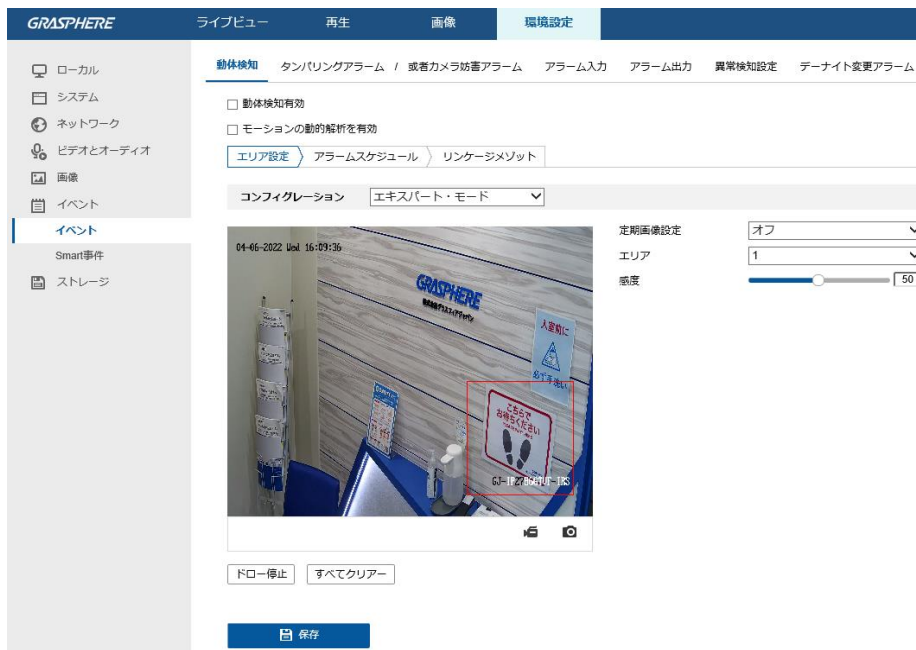 GRASPHERE
ライブビュー 再生 画像 環境設定
ローカル
システム
ネットワーク
ビデオとオーディオ
画像
イベント
イベント
Smart事件
ストレージ
動体検知 タンパリングアラーム / 或者カメラ妨害アラーム アラーム入力 アラーム出力 異常検知設定 デーナイト変更アラーム
動体検知有効
モーションの動的解析を有効
エリア設定 アラームスケジュール リンケージメソット
コンフィグレーション エキスパート・モード
04-06-2022 Wed 16:09:36
GRASPHERE
入室前に
必ず手洗い
こちらで
お待ちください
定期画像設定 オフ
エリア 1
感度 50
ドロー停止 すべてクリアー
保存